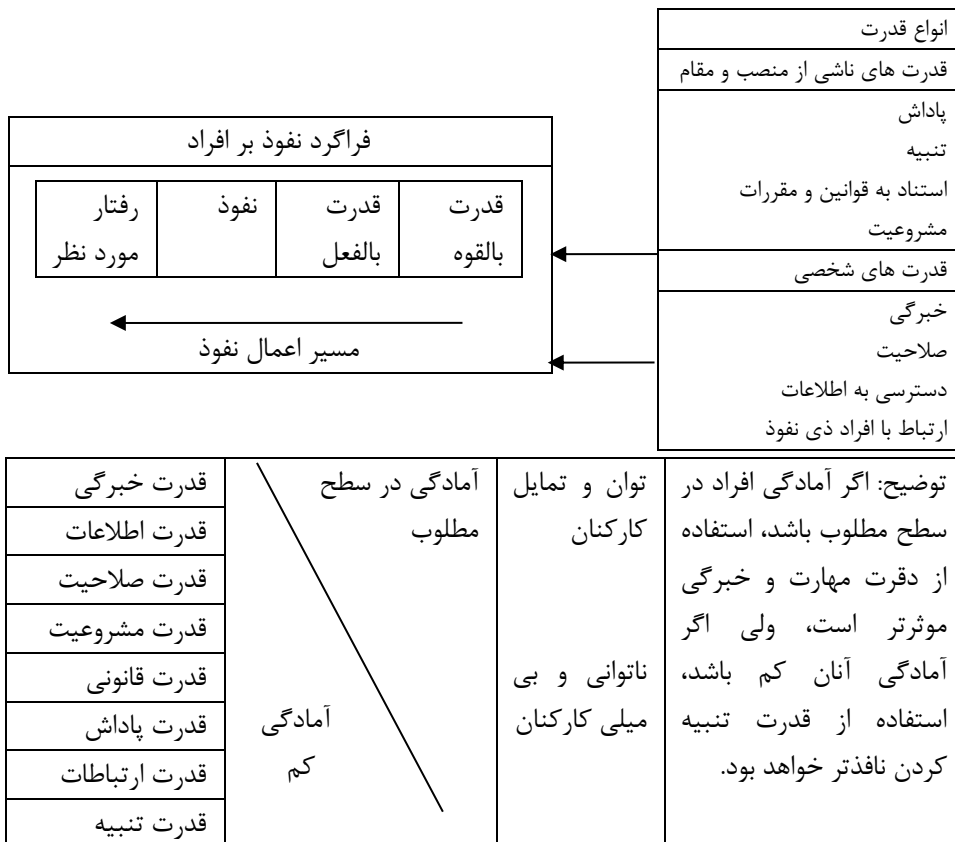 انواع قدرت
قدرت های ناشی از منصب و مقام
پاداش
تنبیه
استناد به قوانین و مقررات
مشروعیت
قدرت های شخصی
خبرگی
صلاحیت
دسترسی به اطلاعات
ارتباط با افراد ذی نفوذ
فراگرد نفوذ بر افراد
قدرت
بالقوه
قدرت
بالفعل
نفوذ
رفتار
مورد نظر
مسیر اعمال نفوذ
توضیح: اگر آمادگی افراد در
سطح مطلوب باشد، استفاده
از دقرت مهارت و خبرگی
موثرتر است، ولی اگر
آمادگی آنان کم باشد،
استفاده از قدرت تنبیه
کردن نافذتر خواهد بود.
توان و تمایل
کارکنان
ناتوانی و بی
میلی کارکنان
آمادگی در سطح
مطلوب
آمادگی
کم
قدرت خبرگی
قدرت اطلاعات
قدرت صلاحیت
قدرت مشروعیت
قدرت قانونی
قدرت پاداش
قدرت ارتباطات
قدرت تنبیه